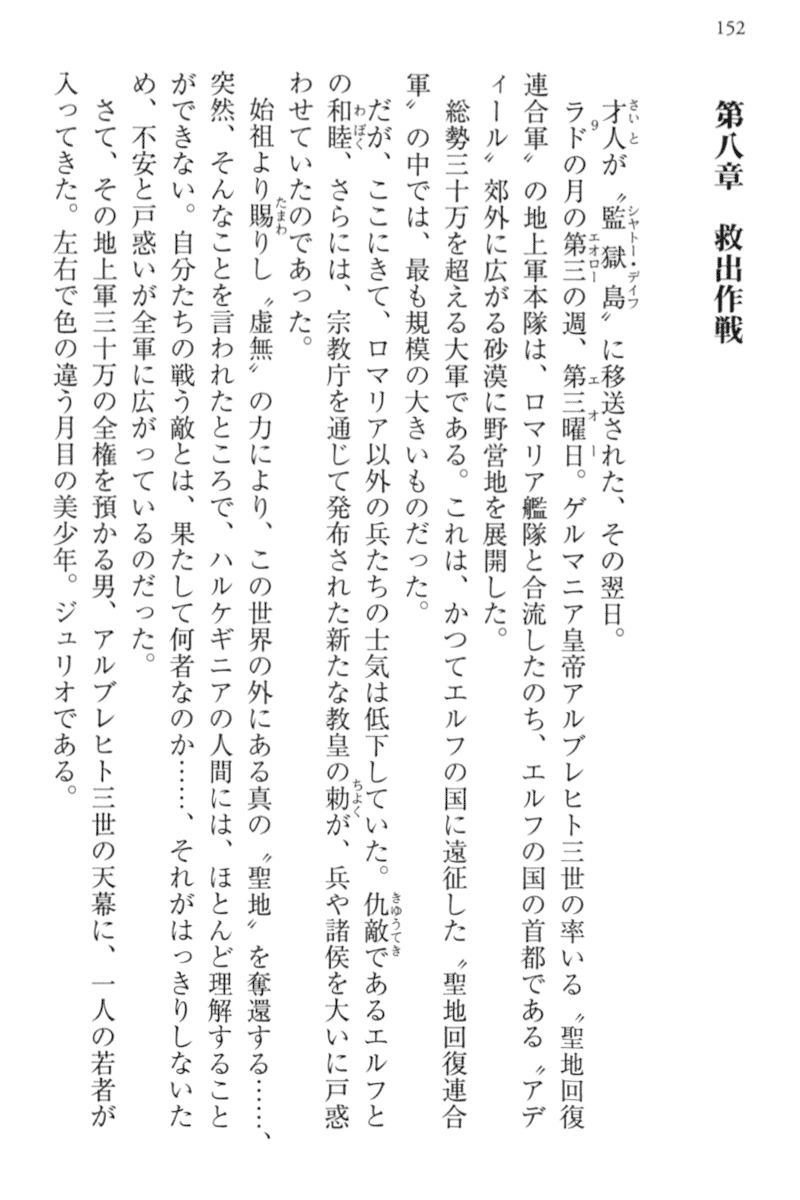 152
第八章　救出作戦
才人が〝監獄島〟に移送された、その翌日。
ラドの月の第三の週、第三曜日。ゲルマニア皇帝アルブレヒト三世の率いる〝聖地回復
連合軍〟の地上軍本隊は、ロマリア艦隊と合流したのち、エルフの国の首都である〝アデ
ィール〟郊外に広がる砂漠に野営地を展開した。
総勢三十万を超える大軍である。これは、かつてエルフの国に遠征した〝聖地回復連合
軍〟の中では、最も規模の大きいものだった。
だが、ここにきて、ロマリア以外の兵たちの士気は低下していた。仇敵であるエルフと
の和睦、さらには、宗教庁を通じて発布された新たな教皇の勅が、兵や諸侯を大いに戸惑
わせていたのであった。
始祖より賜りし〝虚無〟の力により、この世界の外にある真の〝聖地〟を奪還する……、
突然、そんなことを言われたところで、ハルケギニアの人間には、ほとんど理解すること
ができない。自分たちの戦う敵とは、果たして何者なのか……、それがはっきりしないた
め、不安と戸惑いが全軍に広がっているのだった。
さて、その地上軍三十万の全権を預かる男、アルブレヒト三世の天幕に、一人の若者が
入ってきた。左右で色の違う月目の美少年。ジュリオである。